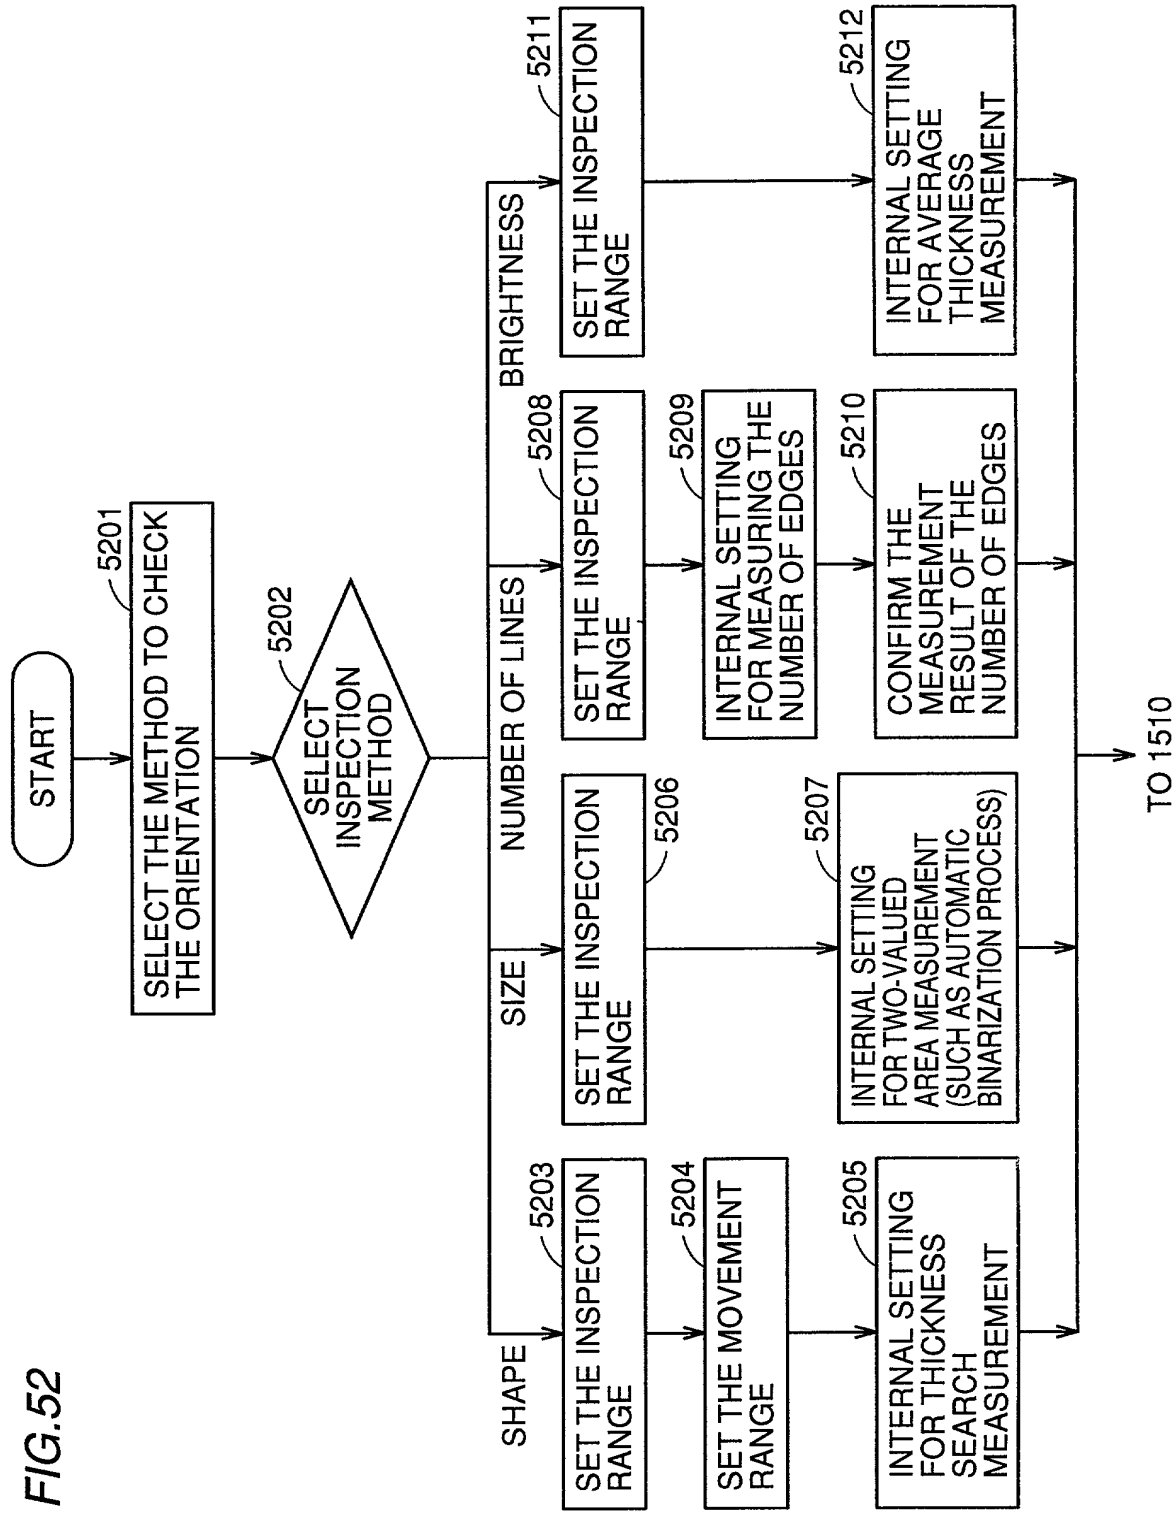 FIG.52
START
5201
SELECT THE METHOD TO CHECK
THE ORIENTATION
5202
SELECT
INSPECTION
METHOD
SHAPE
5203
SET THE INSPECTION
RANGE
5204
SET THE MOVEMENT
RANGE
5205
INTERNAL SETTING
FOR THICKNESS
SEARCH
MEASUREMENT
SIZE
5206
SET THE INSPECTION
RANGE
5207
INTERNAL SETTING
FOR TWO-VALUED
AREA MEASUREMENT
(SUCH AS AUTOMATIC
BINARIZATION PROCESS)
NUMBER OF LINES
5208
SET THE INSPECTION
RANGE
5209
INTERNAL SETTING
FOR MEASURING THE
NUMBER OF EDGES
5210
CONFIRM THE
MEASUREMENT
RESULT OF THE
NUMBER OF EDGES
BRIGHTNESS
5211
SET THE INSPECTION
RANGE
5212
INTERNAL SETTING
FOR AVERAGE
THICKNESS
MEASUREMENT
TO 1510